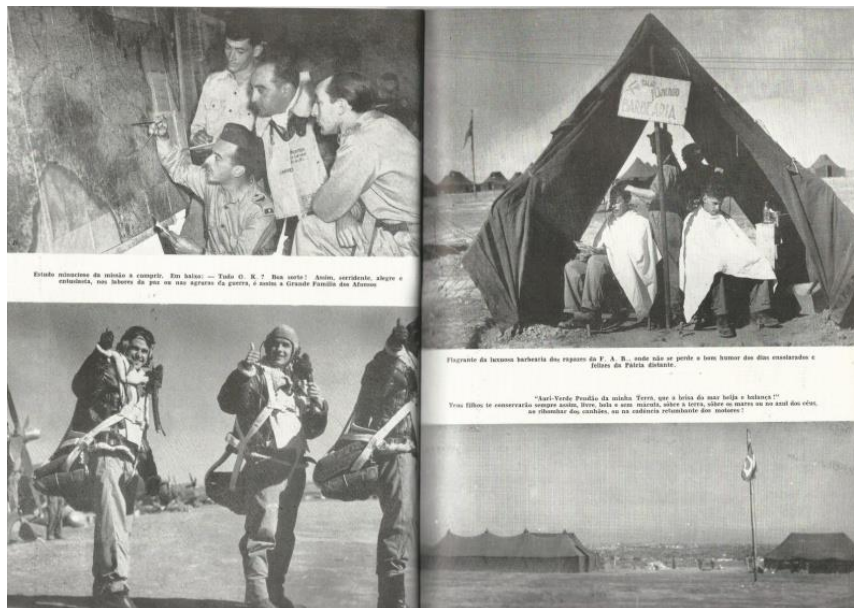 Estudo minucioso da missão a cumprir. Em baixo: — Tudo O. K. ? Boa sorte ! Assim, sorridente, alegre e
entusiasta, nos labores da paz ou nas agruras da guerra, é assim a Grande Família dos Afonsos
BARBEARIA
Flagrante da luxuosa barbearia dos rapazes da F. A. B., onde não se perde o bom humor dos dias ensolarados e
felizes da Pátria distante.
"Auri-Verde Pendão da minha Terra, que a brisa do mar beija e balança !"
Teus filhos te conservarão sempre assim, livre, bela e sem mácula, sôbre a terra, sôbre os mares ou no azul dos céus,
no ribombar dos canhões, ou na cadência retumbante dos motores !